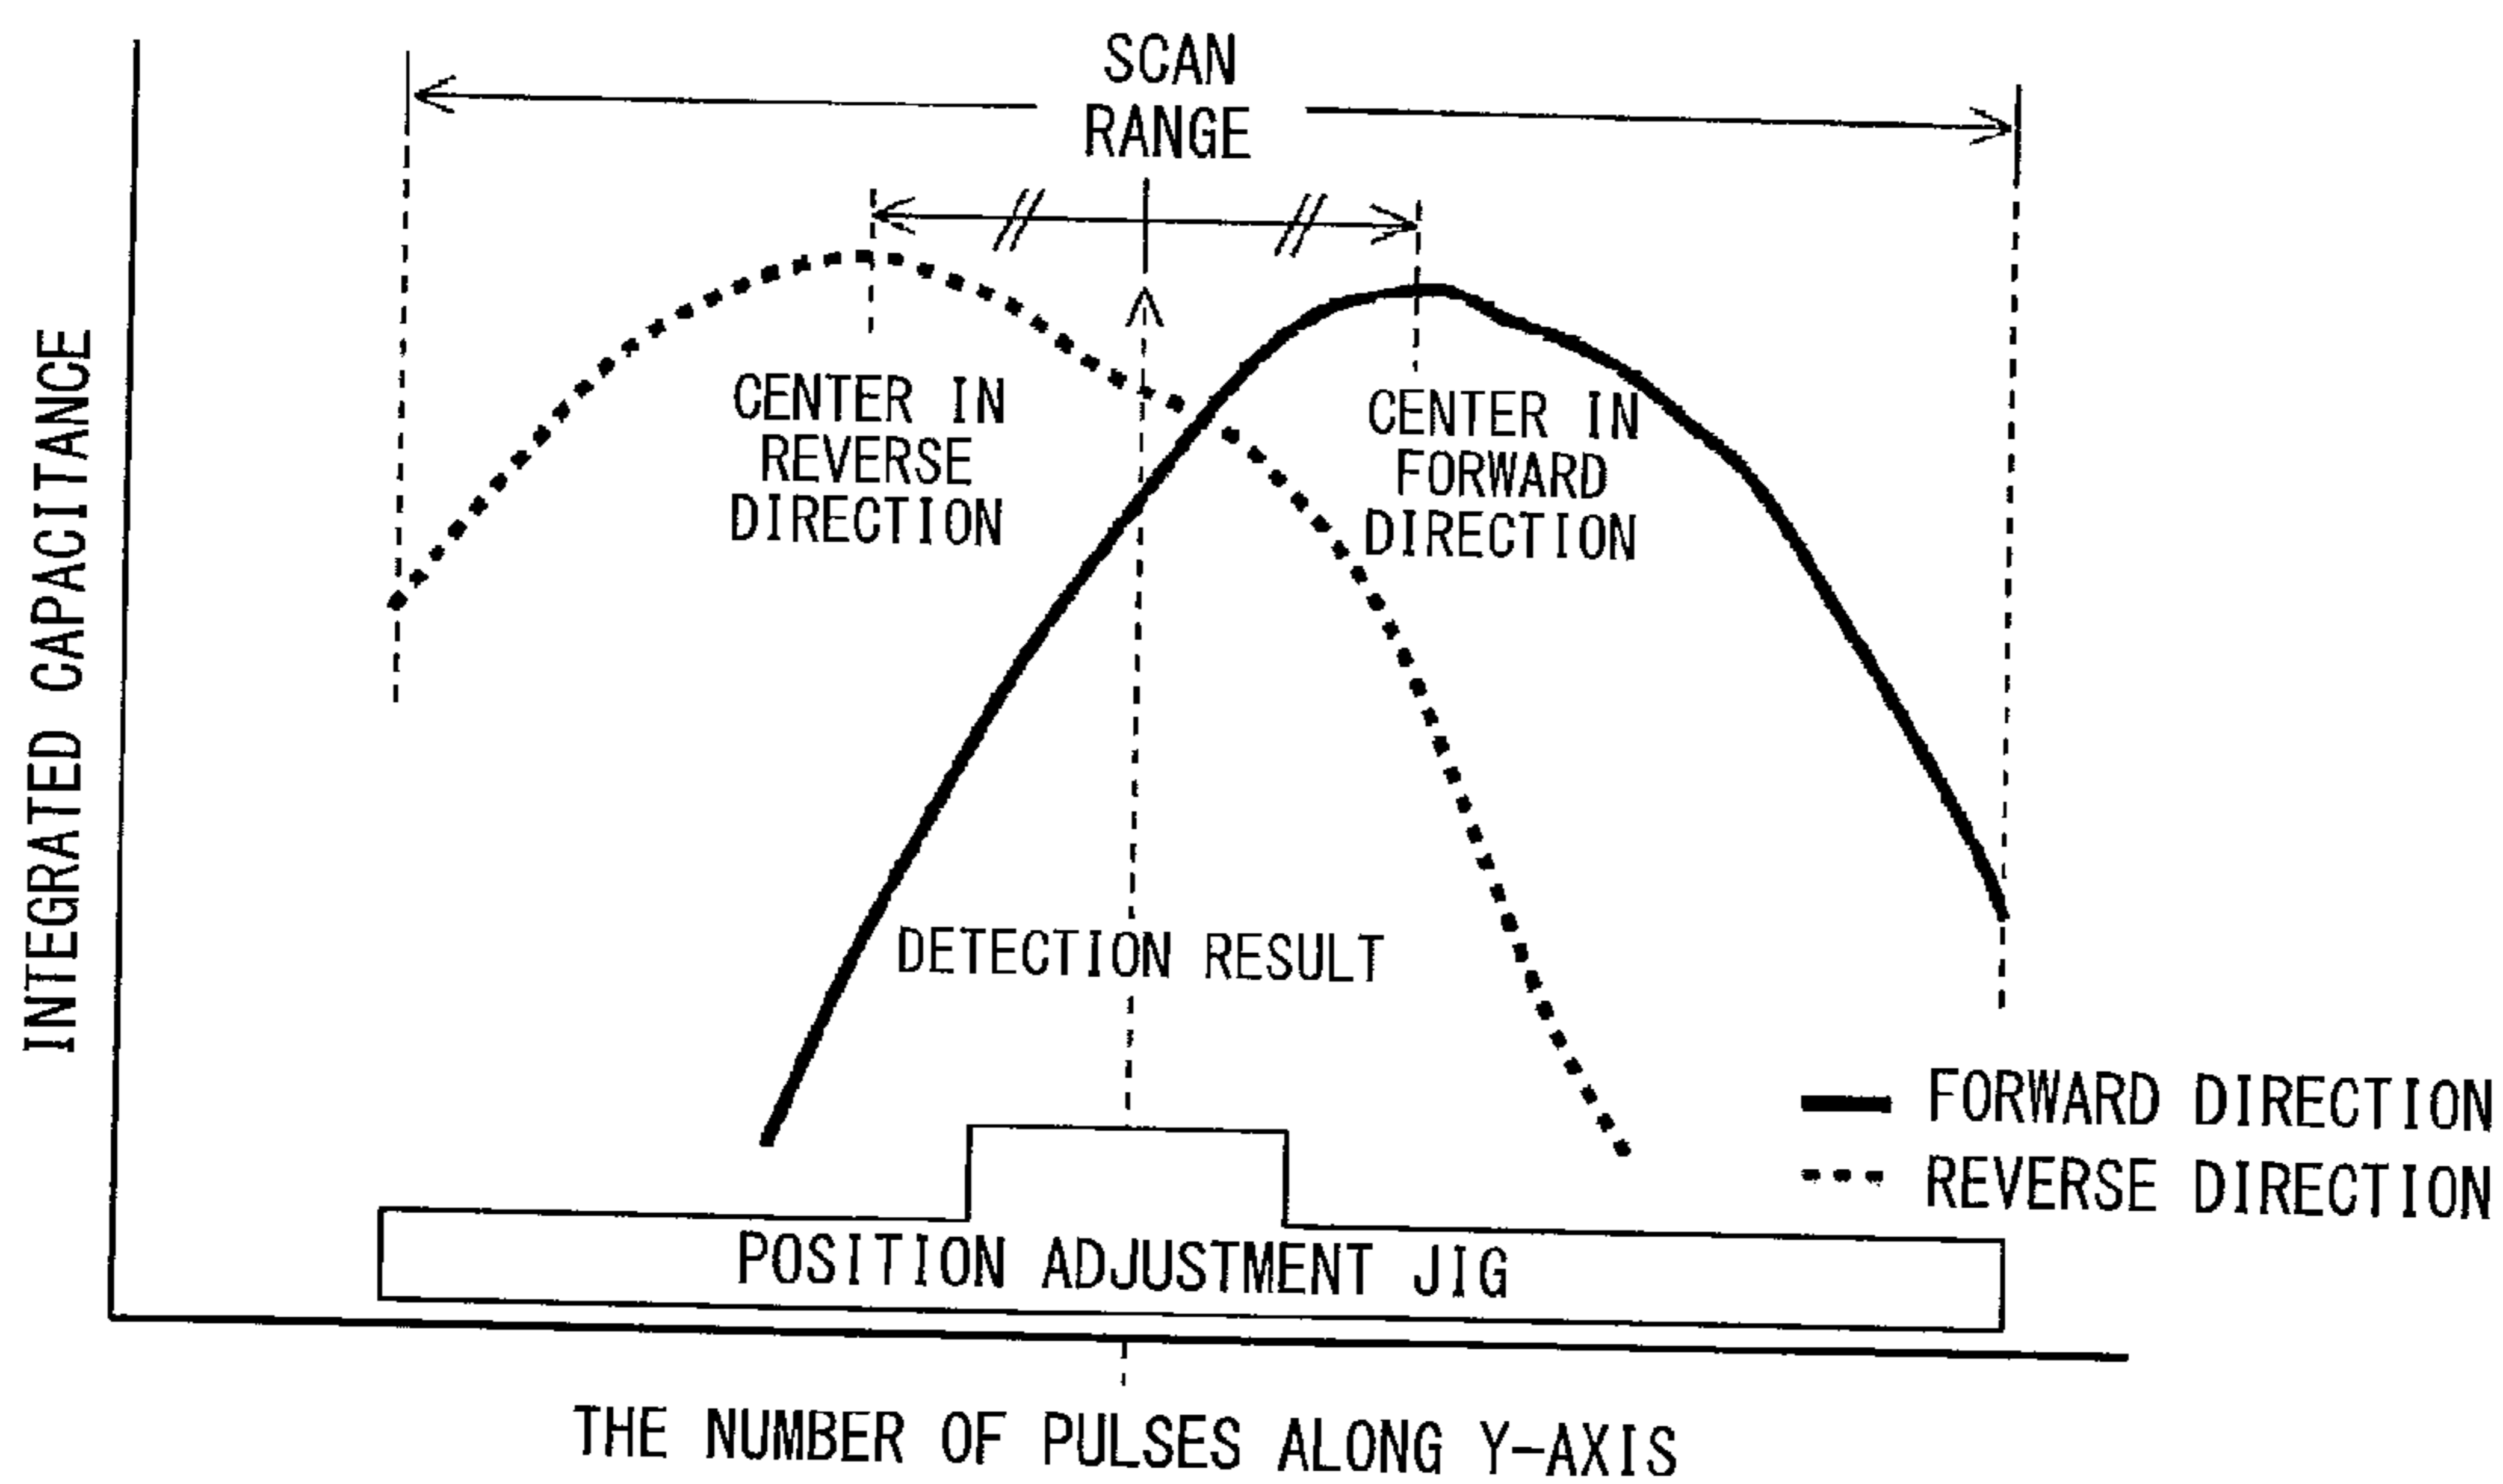 SCAN
RANGE
CENTER IN
REVERSE
DIRECTION
CENTER IN
FORWARD
DIRECTION
INTEGRATED CAPACITANCE
DETECTION RESULT
FORWARD DIRECTION
REVERSE DIRECTION
POSITION ADJUSTMENT JIG
THE NUMBER OF PULSES ALONG Y-AXIS